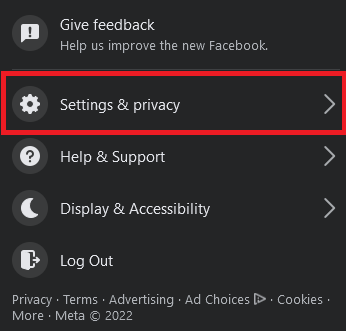 Give feedback
Help us improve the new Facebook.
Settings & privacy
Help & Support
Display & Accessibility
Log Out
Privacy · Terms · Advertising · Ad Choices · Cookies ·
More · Meta © 2022